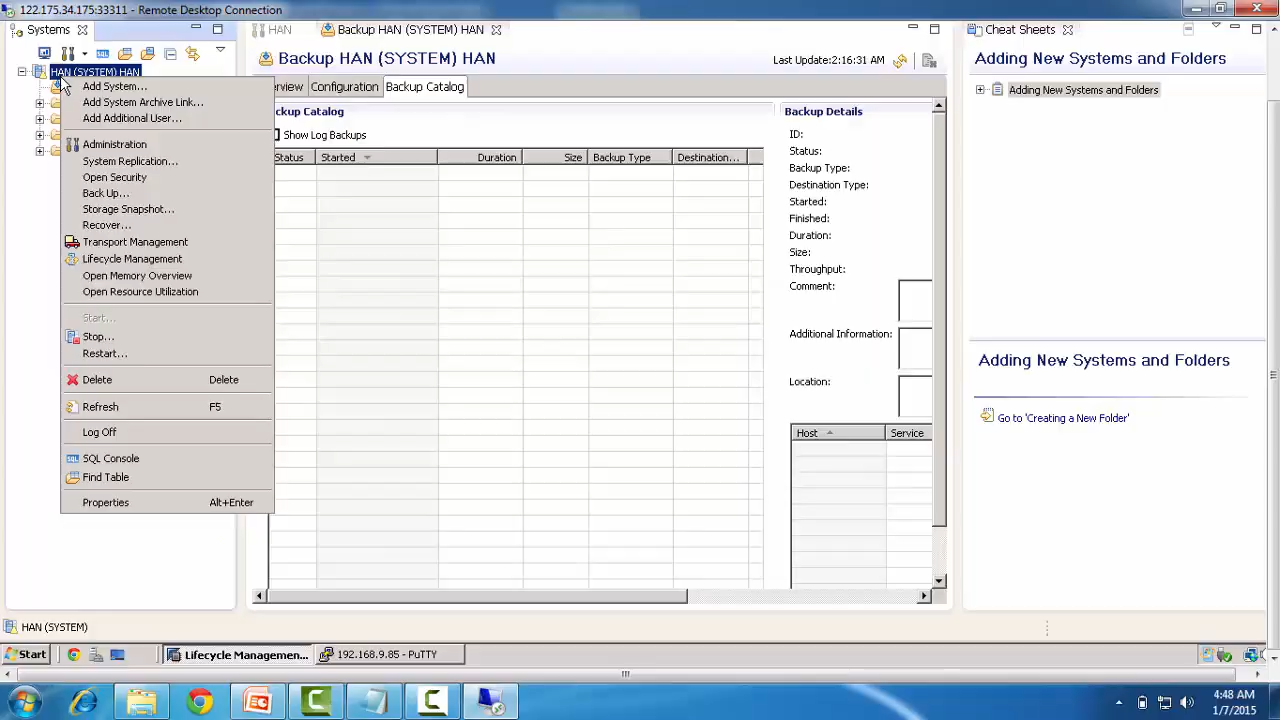 122.175.34.175:33311 - Remote Desktop Connection
Systems
HAN
Backup HAN (SYSTEM) HAN
Cheat Sheets
Backup HAN (SYSTEM) HAN
Last Update:2:16:31 AM
Adding New Systems and Folders
HAN (SYSTEM) HAN
Add System...
Add System Archive Link...
Add Additional User...
Administration
System Replication...
Open Security
Back Up...
Storage Snapshot...
Recover...
Transport Management
Lifecycle Management
Open Memory Overview
Open Resource Utilization
Start...
Stop...
Restart...
Delete Delete
Refresh F5
Log Off
SQL Console
Find Table
Properties Alt+Enter
erview Configuration Backup Catalog
ackup Catalog
Show Log Backups
Status Started Duration Size Backup Type Destination...
Backup Details
ID:
Status:
Backup Type:
Destination Type:
Started:
Finished:
Duration:
Size:
Throughput:
Comment:
Additional Information:
Location:
Host Service
Adding New Systems and Folders
Adding New Systems and Folders
Go to 'Creating a New Folder'
HAN (SYSTEM)
Start
Lifecycle Managemen...
192.168.9.85 - PuTTY
4:48 AM
1/7/2015